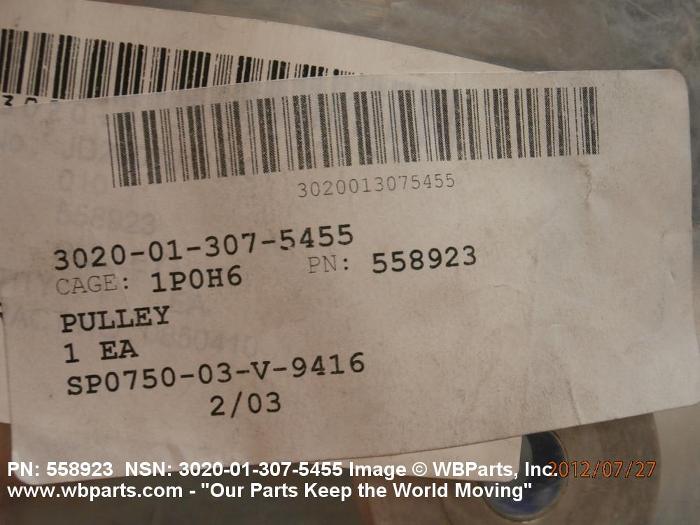 3020013075455
3020-01-307-5455
CAGE: 1P0H6 PN: 558923
PULLEY
1 EA
SP0750-03-V-9416
2/03
558923
PN: 558923 NSN: 3020-01-307-5455 Image © WBParts, Inc.
2012/07/27
www.wbparts.com - "Our Parts Keep the World Moving"